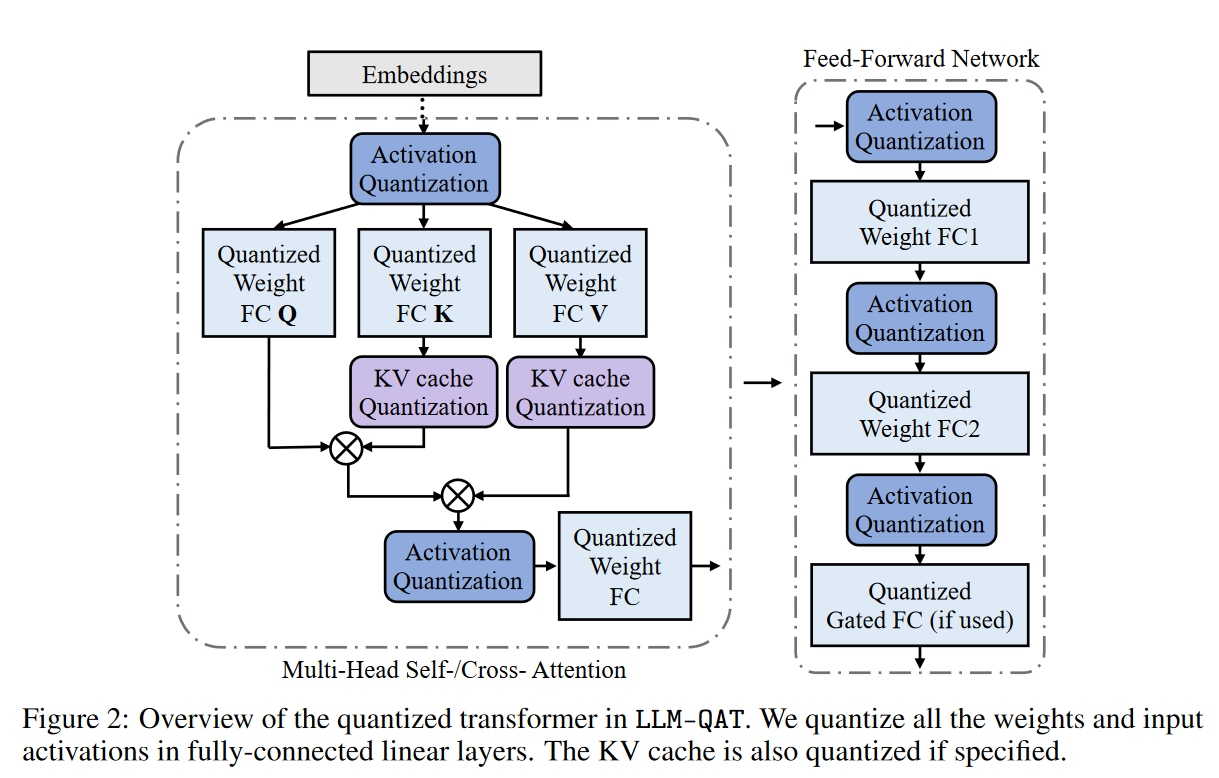 Embeddings
Activation
Quantization
Quantized
Weight
FC Q
Quantized
Weight
FC K
Quantized
Weight
FC V
KV cache
Quantization
KV cache
Quantization
Activation
Quantization
Quantized
Weight
FC
Multi-Head Self-/Cross- Attention
Feed-Forward Network
Activation
Quantization
Quantized
Weight FC1
Activation
Quantization
Quantized
Weight FC2
Activation
Quantization
Quantized
Gated FC (if used)
Figure 2: Overview of the quantized transformer in LLM-QAT. We quantize all the weights and input
activations in fully-connected linear layers. The KV cache is also quantized if specified.